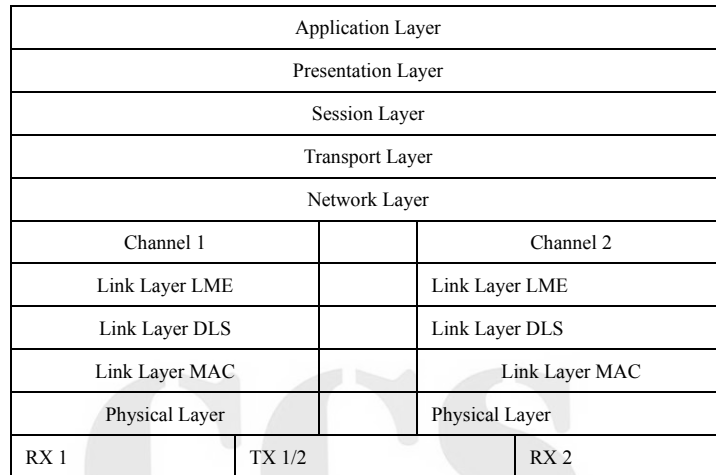 Application Layer
Presentation Layer
Session Layer
Transport Layer
Network Layer
Channel 1 Channel 2
Link Layer LME Link Layer LME
Link Layer DLS Link Layer DLS
Link Layer MAC Link Layer MAC
Physical Layer Physical Layer
RX 1 TX 1/2 RX 2
CCS